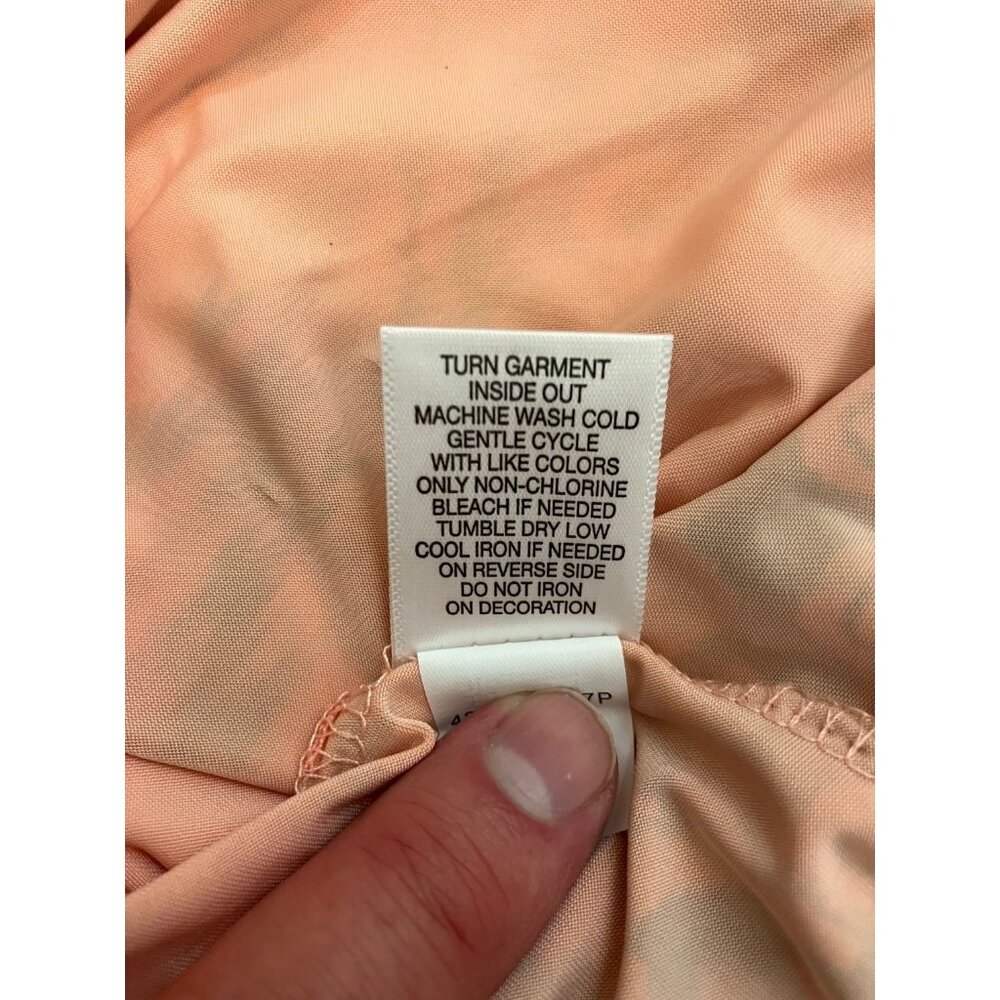 TURN GARMENT
INSIDE OUT
MACHINE WASH COLD
GENTLE CYCLE
WITH LIKE COLORS
ONLY NON-CHLORINE
BLEACH IF NEEDED
TUMBLE DRY LOW
COOL IRON IF NEEDED
ON REVERSE SIDE
DO NOT IRON
ON DECORATION